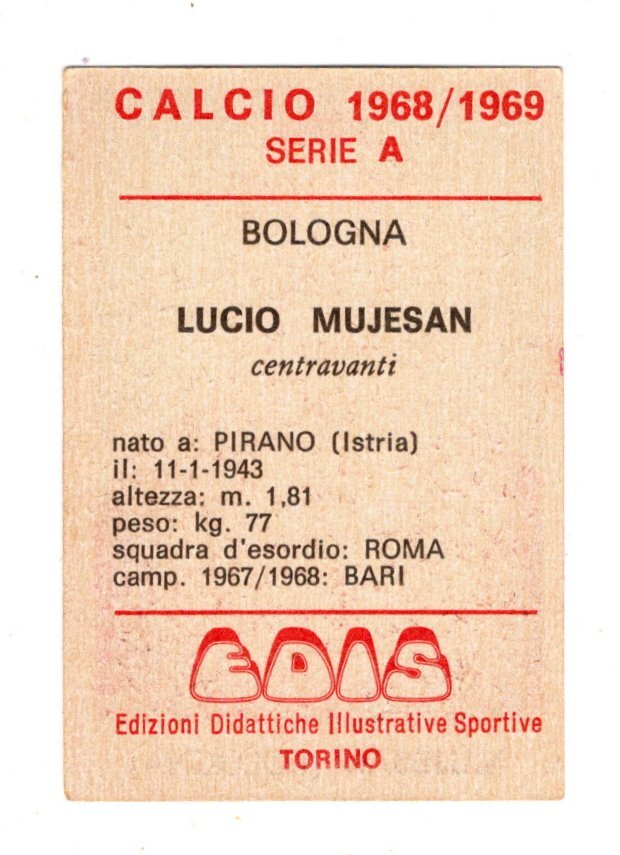 CALCIO 1968/1969
SERIE A
BOLOGNA
LUCIO MUJESAN
centravanti
nato a: PIRANO (Istria)
il: 11-1-1943
altezza: m. 1,81
peso: kg. 77
squadra d'esordio: ROMA
camp. 1967/1968: BARI
EDIS
Edizioni Didattiche Illustrative Sportive
TORINO